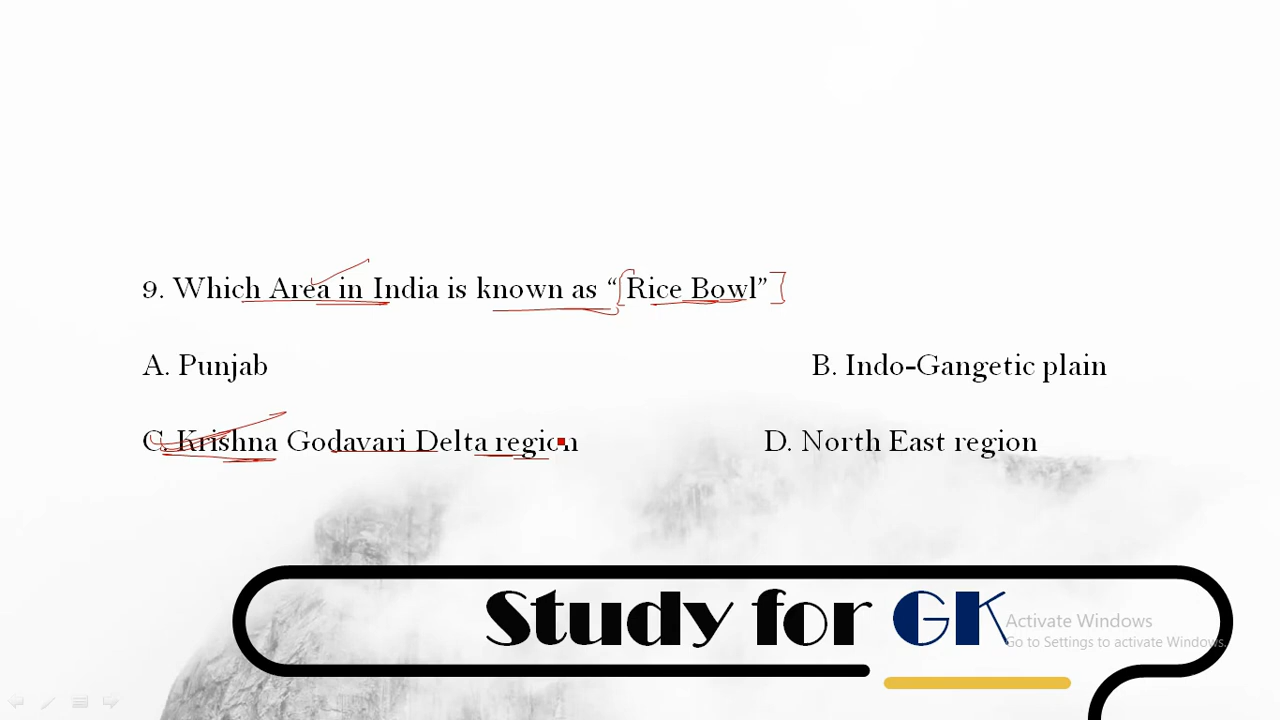 9. Which Area in India is known as “Rice Bowl”
A. Punjab
B. Indo-Gangetic plain
C. Krishna Godavari Delta region
D. North East region
Study for GK
Activate Windows
Go to Settings to activate Windows.